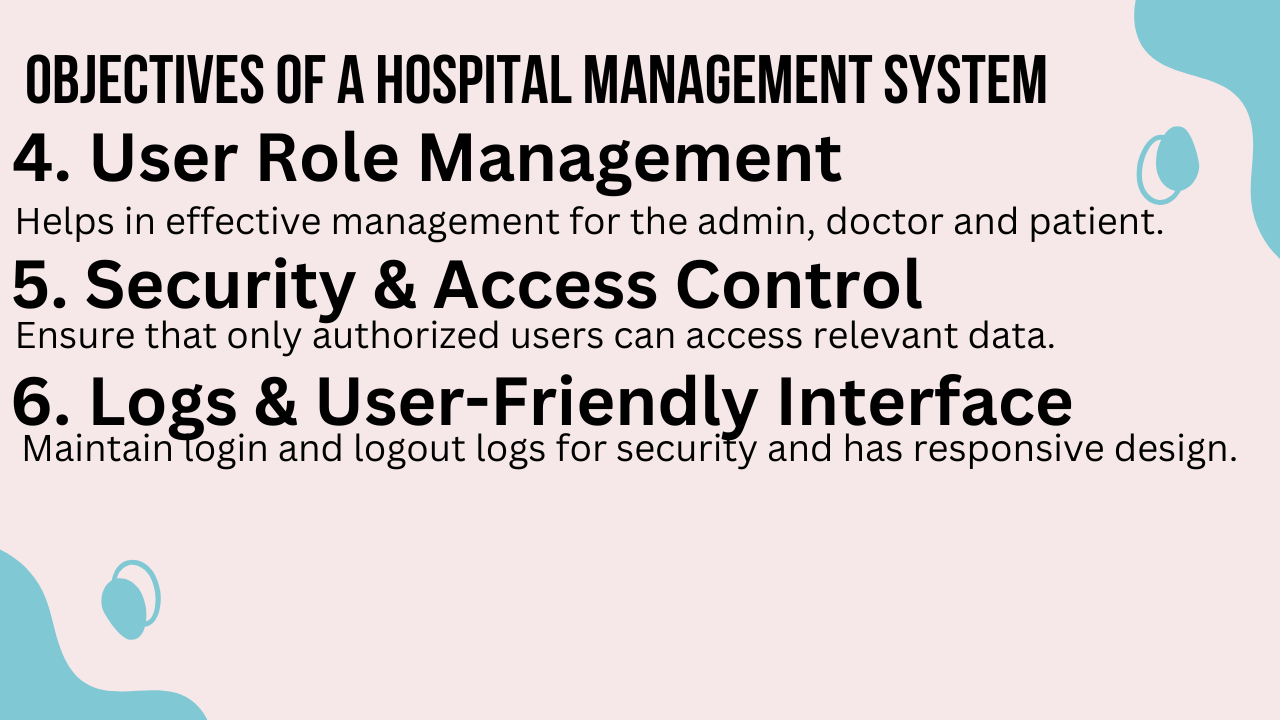 OBJECTIVES OF A HOSPITAL MANAGEMENT SYSTEM
4. User Role Management
Helps in effective management for the admin, doctor and patient.
5. Security & Access Control
Ensure that only authorized users can access relevant data.
6. Logs & User-Friendly Interface
Maintain login and logout logs for security and has responsive design.